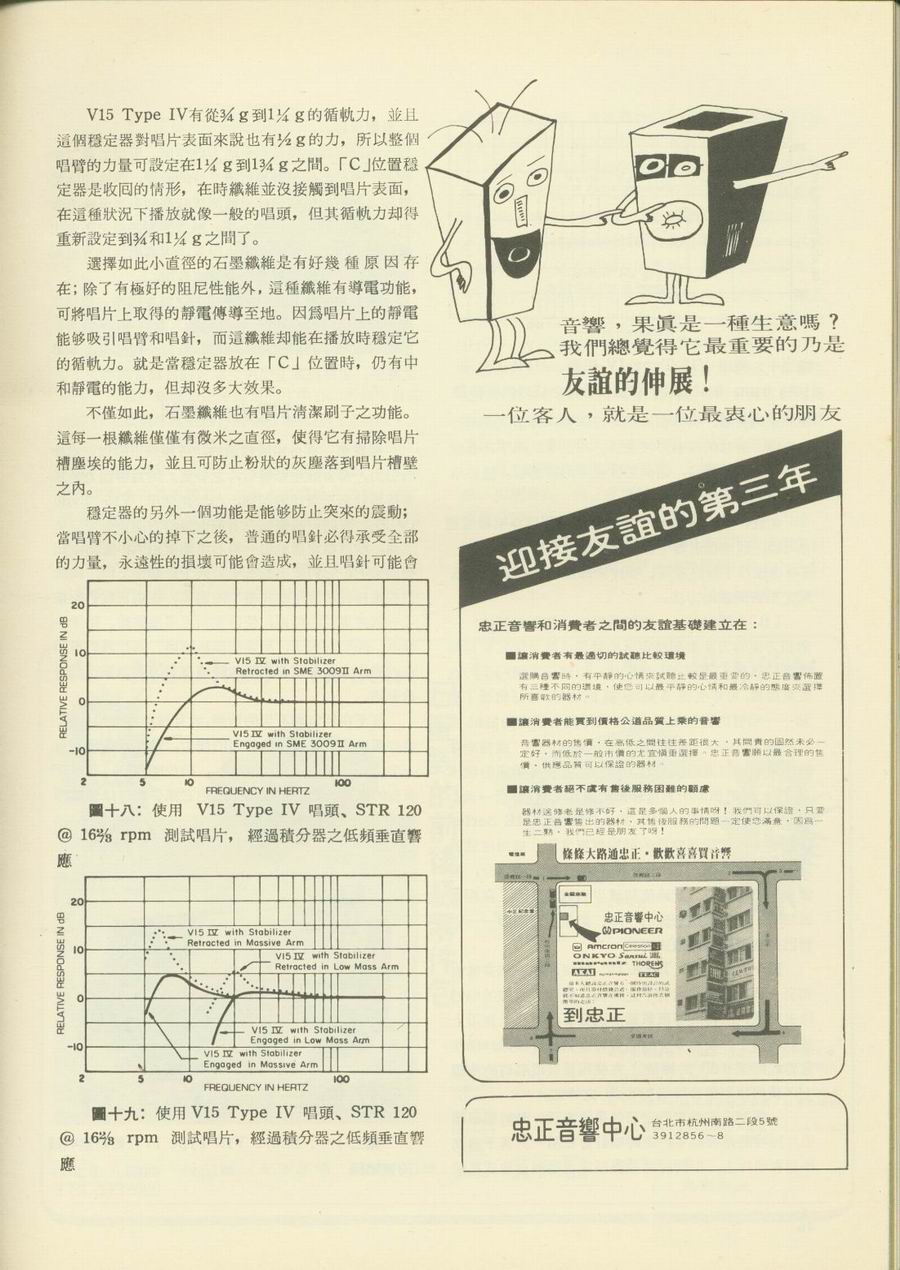 V15 Type IV有從¾ g 到1¼ g的循軌力，並且
這個穩定器對唱片表面來說也有½ g的力，所以整個
唱臂的力量可設定在1¼ g到1¾ g之間。「C」位置穩
定器是收囘的情形，在時纖維並沒接觸到唱片表面，
在這種狀況下播放就像一般的唱頭，但其循軌力却得
重新設定到¾和1¼ g之間了。
選擇如此小直徑的石墨纖維是有好幾種原因存
在；除了有極好的阻尼性能外，這種纖維有導電功能，
可將唱片上取得的靜電傳導至地。因爲唱片上的靜電
能够吸引唱臂和唱針，而這纖維却能在播放時穩定它
的循軌力。就是當穩定器放在「C」位置時，仍有中
和靜電的能力，但却沒多大效果。
不僅如此，石墨纖維也有唱片清潔刷子之功能。
這每一根纖維僅僅有微米之直徑，使得它有掃除唱片
槽塵埃的能力，並且可防止粉狀的灰塵落到唱片槽壁
之內。
穩定器的另外一個功能是能够防止突來的震動；
當唱臂不小心的掉下之後，普通的唱針必得承受全部
的力量，永遠性的損壞可能會造成，並且唱針可能會
RELATIVE RESPONSE IN dB
20
10
0
-10
V15 IV with Stabilizer
Retracted in SME 3009 II Arm
V15 IV with Stabilizer
Engaged in SME 3009 II Arm
2 5 10 100
FREQUENCY IN HERTZ
圖十八：使用 V15 Type IV 唱頭、STR 120
@ 16⅔ rpm 測試唱片，經過積分器之低頻垂直響
應
RELATIVE RESPONSE IN dB
20
10
0
-10
V15 IV with Stabilizer
Retracted in Massive Arm
V15 IV with Stabilizer
Retracted in Low Mass Arm
V15 IV with Stabilizer
Engaged in Low Mass Arm
V15 IV with Stabilizer
Engaged in Massive Arm
2 5 10 100
FREQUENCY IN HERTZ
圖十九：使用 V15 Type IV 唱頭、STR 120
@ 16⅔ rpm 測試唱片，經過積分器之低頻垂直響
應
音響，果眞是一種生意嗎？
我們總覺得它最重要的乃是
友誼的伸展！
一位客人，就是一位最衷心的朋友
迎接友誼的第三年
忠正音響和消費者之間的友誼基礎建立在：
■讓消費者有最適切的試聽比較環境
選購音響時，有平靜的心情來試聽比較是最重要的，忠正音響佈置
有三種不同的環境，使您可以最平靜的心情和最冷靜的態度來選擇
所喜歡的器材。
■讓消費者能買到價格公道品質上乘的音響
音響器材的售價，在高低之間往往差距很大，其間貴的固然未必一
定好，而低於一般市價的尤宜愼重選擇。忠正音響願以最合理的售
價，供應品質可以保證的器材。
■讓消費者絕不虞有售後服務困難的顧慮
器材送修老是修不好，這是多惱人的事情呀！我們可以保證，只要
是忠正音響售出的器材，其售後服務的問題一定使您滿意，因爲一
生二熟，我們已經是朋友了呀！
條條大路通忠正・歡歡喜喜買音響
忠正音響中心
PIONEER
AMCRON Celestion JBL
ONKYO Sansui
marantz THORENS
AKAI TEAC
到忠正
忠正音響中心
台北市杭州南路二段5號
3912856～8